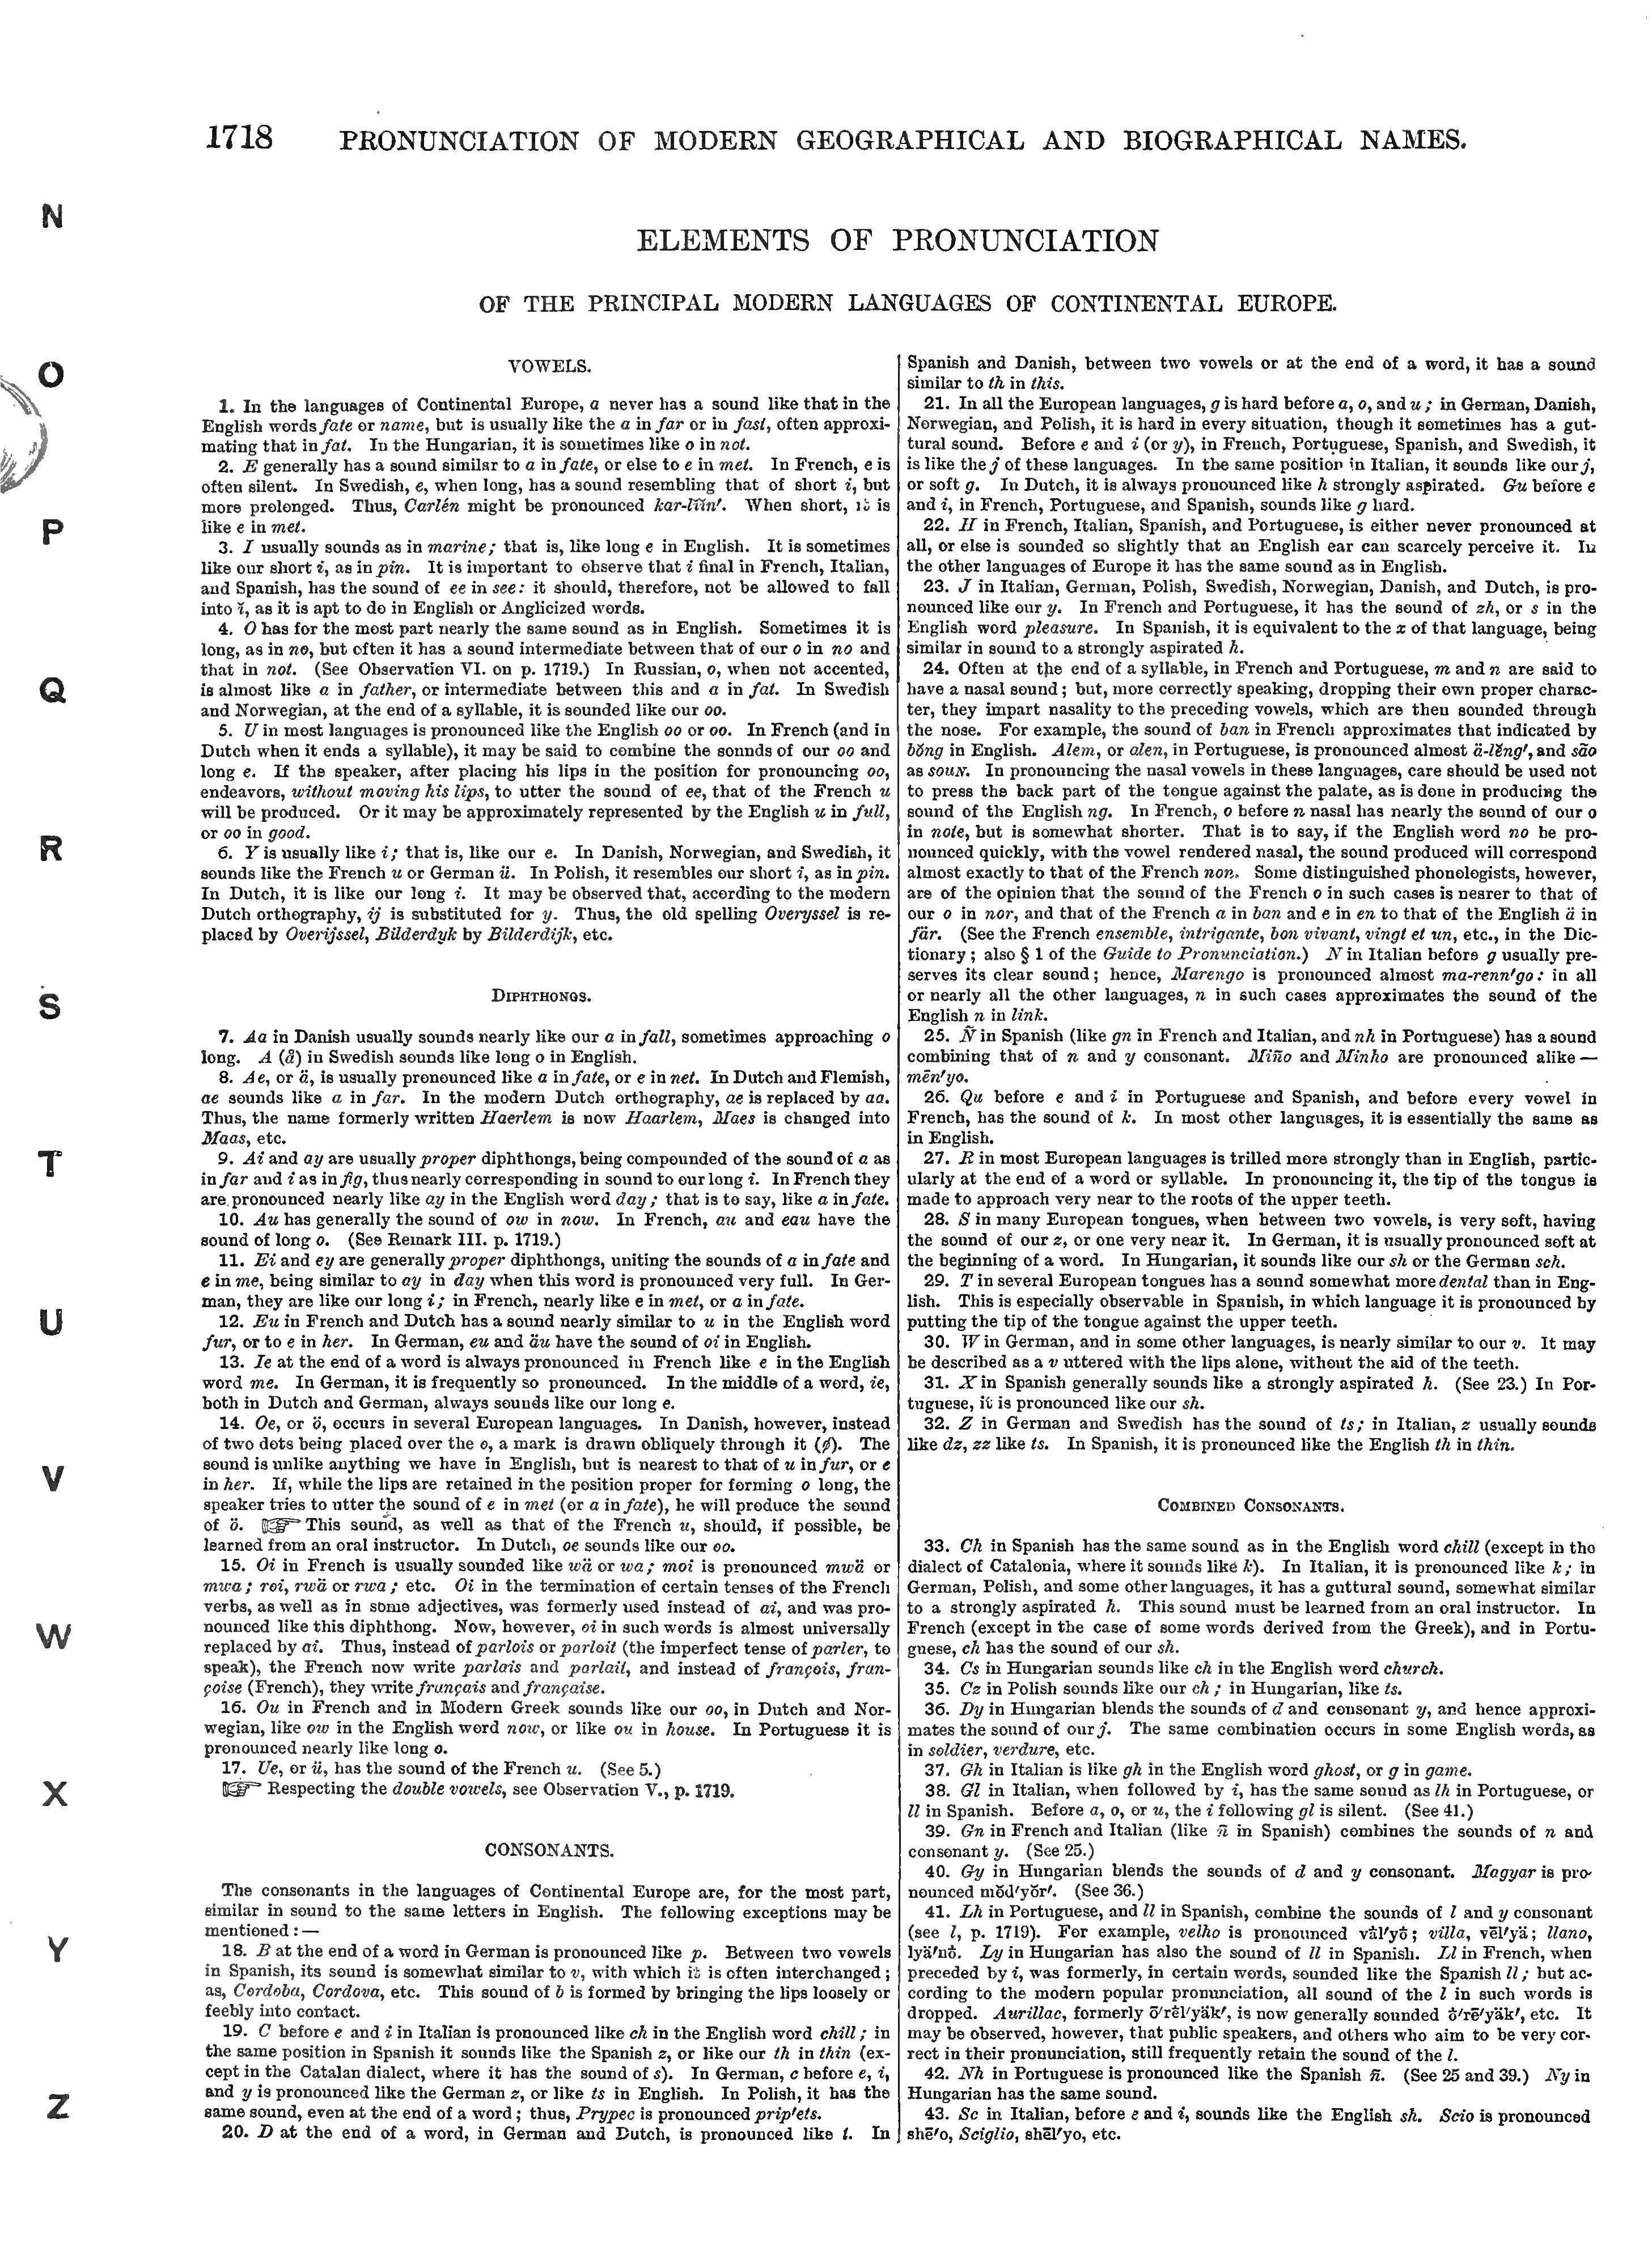 1718 PRONUNCIATION OF MODERN GEOGRAPHICAL AND BIOGRAPHICAL NAMES.
ELEMENTS OF PRONUNCIATION
OF THE PRINCIPAL MODERN LANGUAGES OF CONTINENTAL EUROPE.
N
O
P
Q
R
S
T
U
V
W
X
Y
Z
VOWELS.
1. In the languages of Continental Europe, a never has a sound like that in the
English words fate or name, but is usually like the a in far or in fast, often approxi-
mating that in fat. In the Hungarian, it is sometimes like o in not.
2. E generally has a sound similar to a in fate, or else to e in met. In French, e is
often silent. In Swedish, e, when long, has a sound resembling that of short i, but
more prolonged. Thus, Carlén might be pronounced kar-lĭĭn′. When short, it is
like e in met.
3. I usually sounds as in marine; that is, like long e in English. It is sometimes
like our short i, as in pin. It is important to observe that i final in French, Italian,
and Spanish, has the sound of ee in see: it should, therefore, not be allowed to fall
into ĭ, as it is apt to do in English or Anglicized words.
4. O has for the most part nearly the same sound as in English. Sometimes it is
long, as in no, but often it has a sound intermediate between that of our o in no and
that in not. (See Observation VI. on p. 1719.) In Russian, o, when not accented,
is almost like a in father, or intermediate between this and a in fat. In Swedish
and Norwegian, at the end of a syllable, it is sounded like our oo.
5. U in most languages is pronounced like the English oo or oo. In French (and in
Dutch when it ends a syllable), it may be said to combine the sounds of our oo and
long e. If the speaker, after placing his lips in the position for pronouncing oo,
endeavors, without moving his lips, to utter the sound of ee, that of the French u
will be produced. Or it may be approximately represented by the English u in full,
or oo in good.
6. Y is usually like i; that is, like our e. In Danish, Norwegian, and Swedish, it
sounds like the French u or German ü. In Polish, it resembles our short i, as in pin.
In Dutch, it is like our long i. It may be observed that, according to the modern
Dutch orthography, ij is substituted for y. Thus, the old spelling Overyssel is re-
placed by Overijssel, Bilderdyk by Bilderdijk, etc.
DIPHTHONGS.
7. Aa in Danish usually sounds nearly like our a in fall, sometimes approaching o
long. A (å) in Swedish sounds like long o in English.
8. Ae, or ä, is usually pronounced like a in fate, or e in net. In Dutch and Flemish,
ae sounds like a in far. In the modern Dutch orthography, ae is replaced by aa.
Thus, the name formerly written Haerlem is now Haarlem, Maes is changed into
Maas, etc.
9. Ai and ay are usually proper diphthongs, being compounded of the sound of a as
in far and i as in fig, thus nearly corresponding in sound to our long i. In French they
are pronounced nearly like ay in the English word day; that is to say, like a in fate.
10. Au has generally the sound of ow in now. In French, au and eau have the
sound of long o. (See Remark III. p. 1719.)
11. Ei and ey are generally proper diphthongs, uniting the sounds of a in fate and
e in me, being similar to ay in day when this word is pronounced very full. In Ger-
man, they are like our long i; in French, nearly like e in met, or a in fate.
12. Eu in French and Dutch has a sound nearly similar to u in the English word
fur, or to e in her. In German, eu and äu have the sound of oi in English.
13. Ie at the end of a word is always pronounced in French like e in the English
word me. In German, it is frequently so pronounced. In the middle of a word, ie,
both in Dutch and German, always sounds like our long e.
14. Oe, or ö, occurs in several European languages. In Danish, however, instead
of two dots being placed over the o, a mark is drawn obliquely through it (ø). The
sound is unlike anything we have in English, but is nearest to that of u in fur, or e
in her. If, while the lips are retained in the position proper for forming o long, the
speaker tries to utter the sound of e in met (or a in fate), he will produce the sound
of ö. ☞ This sound, as well as that of the French u, should, if possible, be
learned from an oral instructor. In Dutch, oe sounds like our oo.
15. Oi in French is usually sounded like wä or wa; moi is pronounced mwä or
mwa; roi, rwä or rwa; etc. Oi in the termination of certain tenses of the French
verbs, as well as in some adjectives, was formerly used instead of ai, and was pro-
nounced like this diphthong. Now, however, oi in such words is almost universally
replaced by ai. Thus, instead of parlois or parloit (the imperfect tense of parler, to
speak), the French now write parlais and parlait, and instead of françois, fran-
çoise (French), they write français and française.
16. Ou in French and in Modern Greek sounds like our oo, in Dutch and Nor-
wegian, like ow in the English word now, or like ou in house. In Portuguese it is
pronounced nearly like long o.
17. Ue, or ü, has the sound of the French u. (See 5.)
☞ Respecting the double vowels, see Observation V., p. 1719.
CONSONANTS.
The consonants in the languages of Continental Europe are, for the most part,
similar in sound to the same letters in English. The following exceptions may be
mentioned: —
18. B at the end of a word in German is pronounced like p. Between two vowels
in Spanish, its sound is somewhat similar to v, with which it is often interchanged;
as, Cordoba, Cordova, etc. This sound of b is formed by bringing the lips loosely or
feebly into contact.
19. C before e and i in Italian is pronounced like ch in the English word chill; in
the same position in Spanish it sounds like the Spanish z, or like our th in thin (ex-
cept in the Catalan dialect, where it has the sound of s). In German, c before e, i,
and y is pronounced like the German z, or like ts in English. In Polish, it has the
same sound, even at the end of a word; thus, Prypec is pronounced prip′ets.
20. D at the end of a word, in German and Dutch, is pronounced like t. In
Spanish and Danish, between two vowels or at the end of a word, it has a sound
similar to th in this.
21. In all the European languages, g is hard before a, o, and u; in German, Danish,
Norwegian, and Polish, it is hard in every situation, though it sometimes has a gut-
tural sound. Before e and i (or y), in French, Portuguese, Spanish, and Swedish, it
is like the j of these languages. In the same position in Italian, it sounds like our j,
or soft g. In Dutch, it is always pronounced like h strongly aspirated. Gu before e
and i, in French, Portuguese, and Spanish, sounds like g hard.
22. H in French, Italian, Spanish, and Portuguese, is either never pronounced at
all, or else is sounded so slightly that an English ear can scarcely perceive it. In
the other languages of Europe it has the same sound as in English.
23. J in Italian, German, Polish, Swedish, Norwegian, Danish, and Dutch, is pro-
nounced like our y. In French and Portuguese, it has the sound of zh, or s in the
English word pleasure. In Spanish, it is equivalent to the x of that language, being
similar in sound to a strongly aspirated h.
24. Often at the end of a syllable, in French and Portuguese, m and n are said to
have a nasal sound; but, more correctly speaking, dropping their own proper charac-
ter, they impart nasality to the preceding vowels, which are then sounded through
the nose. For example, the sound of ban in French approximates that indicated by
bŏng in English. Alem, or alen, in Portuguese, is pronounced almost ä-lĕng′, and são
as souN. In pronouncing the nasal vowels in these languages, care should be used not
to press the back part of the tongue against the palate, as is done in producing the
sound of the English ng. In French, o before n nasal has nearly the sound of our o
in note, but is somewhat shorter. That is to say, if the English word no be pro-
nounced quickly, with the vowel rendered nasal, the sound produced will correspond
almost exactly to that of the French non. Some distinguished phonologists, however,
are of the opinion that the sound of the French o in such cases is nearer to that of
our o in nor, and that of the French a in ban and e in en to that of the English ä in
fär. (See the French ensemble, intrigante, bon vivant, vingt et un, etc., in the Dic-
tionary; also § 1 of the Guide to Pronunciation.) N in Italian before g usually pre-
serves its clear sound; hence, Marengo is pronounced almost ma-renn′go: in all
or nearly all the other languages, n in such cases approximates the sound of the
English n in link.
25. Ñ in Spanish (like gn in French and Italian, and nh in Portuguese) has a sound
combining that of n and y consonant. Miño and Minho are pronounced alike —
mēn′yo.
26. Qu before e and i in Portuguese and Spanish, and before every vowel in
French, has the sound of k. In most other languages, it is essentially the same as
in English.
27. R in most European languages is trilled more strongly than in English, partic-
ularly at the end of a word or syllable. In pronouncing it, the tip of the tongue is
made to approach very near to the roots of the upper teeth.
28. S in many European tongues, when between two vowels, is very soft, having
the sound of our z, or one very near it. In German, it is usually pronounced soft at
the beginning of a word. In Hungarian, it sounds like our sh or the German sch.
29. T in several European tongues has a sound somewhat more dental than in Eng-
lish. This is especially observable in Spanish, in which language it is pronounced by
putting the tip of the tongue against the upper teeth.
30. W in German, and in some other languages, is nearly similar to our v. It may
be described as a v uttered with the lips alone, without the aid of the teeth.
31. X in Spanish generally sounds like a strongly aspirated h. (See 23.) In Por-
tuguese, it is pronounced like our sh.
32. Z in German and Swedish has the sound of ts; in Italian, z usually sounds
like dz, zz like ts. In Spanish, it is pronounced like the English th in thin.
COMBINED CONSONANTS.
33. Ch in Spanish has the same sound as in the English word chill (except in the
dialect of Catalonia, where it sounds like k). In Italian, it is pronounced like k; in
German, Polish, and some other languages, it has a guttural sound, somewhat similar
to a strongly aspirated h. This sound must be learned from an oral instructor. In
French (except in the case of some words derived from the Greek), and in Portu-
guese, ch has the sound of our sh.
34. Cs in Hungarian sounds like ch in the English word church.
35. Cz in Polish sounds like our ch; in Hungarian, like ts.
36. Dy in Hungarian blends the sounds of d and consonant y, and hence approxi-
mates the sound of our j. The same combination occurs in some English words, as
in soldier, verdure, etc.
37. Gh in Italian is like gh in the English word ghost, or g in game.
38. Gl in Italian, when followed by i, has the same sound as lh in Portuguese, or
ll in Spanish. Before a, o, or u, the i following gl is silent. (See 41.)
39. Gn in French and Italian (like ñ in Spanish) combines the sounds of n and
consonant y. (See 25.)
40. Gy in Hungarian blends the sounds of d and y consonant. Magyar is pro-
nounced mŏd′yŏr′. (See 36.)
41. Lh in Portuguese, and ll in Spanish, combine the sounds of l and y consonant
(see l, p. 1719). For example, velho is pronounced vȧl′yȯ; villa, vēl′yä; llano,
lyä′nȯ. Ly in Hungarian has also the sound of ll in Spanish. Ll in French, when
preceded by i, was formerly, in certain words, sounded like the Spanish ll; but ac-
cording to the modern popular pronunciation, all sound of the l in such words is
dropped. Aurillac, formerly ō′rēl′yäk′, is now generally sounded ō′rē′yäk′, etc. It
may be observed, however, that public speakers, and others who aim to be very cor-
rect in their pronunciation, still frequently retain the sound of the l.
42. Nh in Portuguese is pronounced like the Spanish ñ. (See 25 and 39.) Ny in
Hungarian has the same sound.
43. Sc in Italian, before e and i, sounds like the English sh. Scio is pronounced
shē′o, Sciglio, shēl′yo, etc.